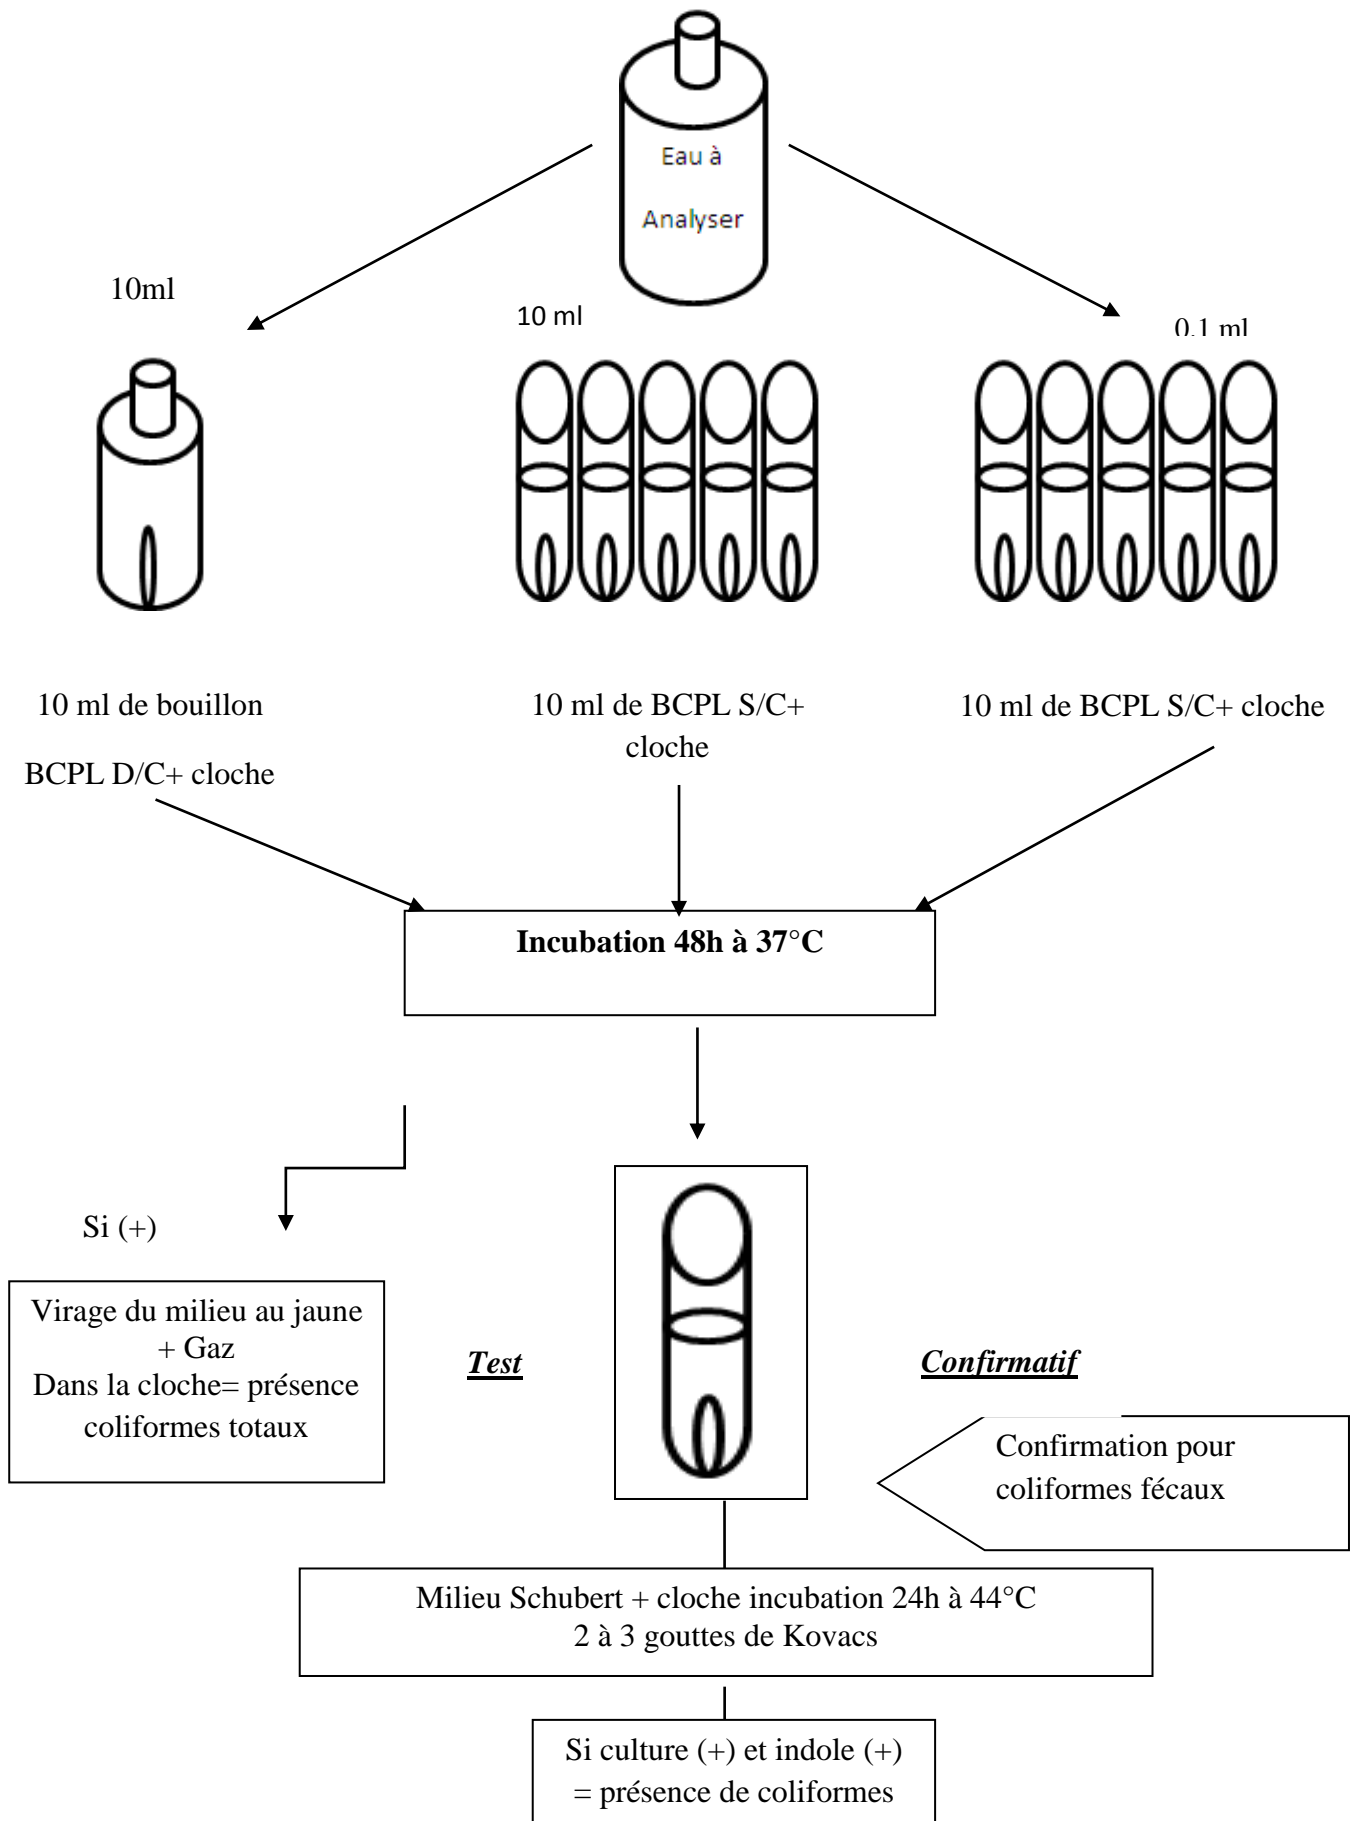 Eau à
Analyser
10ml
10 ml
0.1 ml
10 ml de bouillon
BCPL D/C+ cloche
10 ml de BCPL S/C+
cloche
10 ml de BCPL S/C+ cloche
Incubation 48h à 37°C
Si (+)
Virage du milieu au jaune
+ Gaz
Dans la cloche= présence
coliformes totaux
Test
Confirmatif
Confirmation pour
coliformes fécaux
Milieu Schubert + cloche incubation 24h à 44°C
2 à 3 gouttes de Kovacs
Si culture (+) et indole (+)
= présence de coliformes